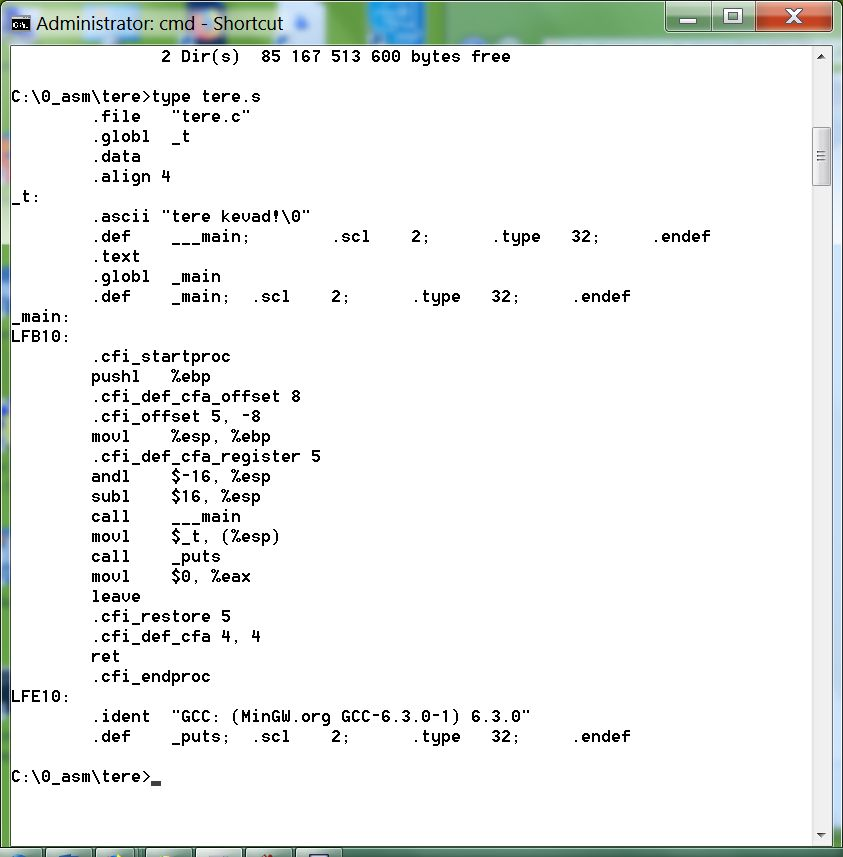 Administrator: cmd - Shortcut
2 Dir(s)  85 167 513 600 bytes free
C:\0_asm\tere>type tere.s
        .file   "tere.c"
        .globl  _t
        .data
        .align 4
_t:
        .ascii "tere kevad!\0"
        .def    ___main;        .scl    2;      .type   32;     .endef
        .text
        .globl  _main
        .def    _main;  .scl    2;      .type   32;     .endef
_main:
LFB10:
        .cfi_startproc
        pushl   %ebp
        .cfi_def_cfa_offset 8
        .cfi_offset 5, -8
        movl    %esp, %ebp
        .cfi_def_cfa_register 5
        andl    $-16, %esp
        subl    $16, %esp
        call    ___main
        movl    $_t, (%esp)
        call    _puts
        movl    $0, %eax
        leave
        .cfi_restore 5
        .cfi_def_cfa 4, 4
        ret
        .cfi_endproc
LFE10:
        .ident  "GCC: (MinGW.org GCC-6.3.0-1) 6.3.0"
        .def    _puts;  .scl    2;      .type   32;     .endef
C:\0_asm\tere>_